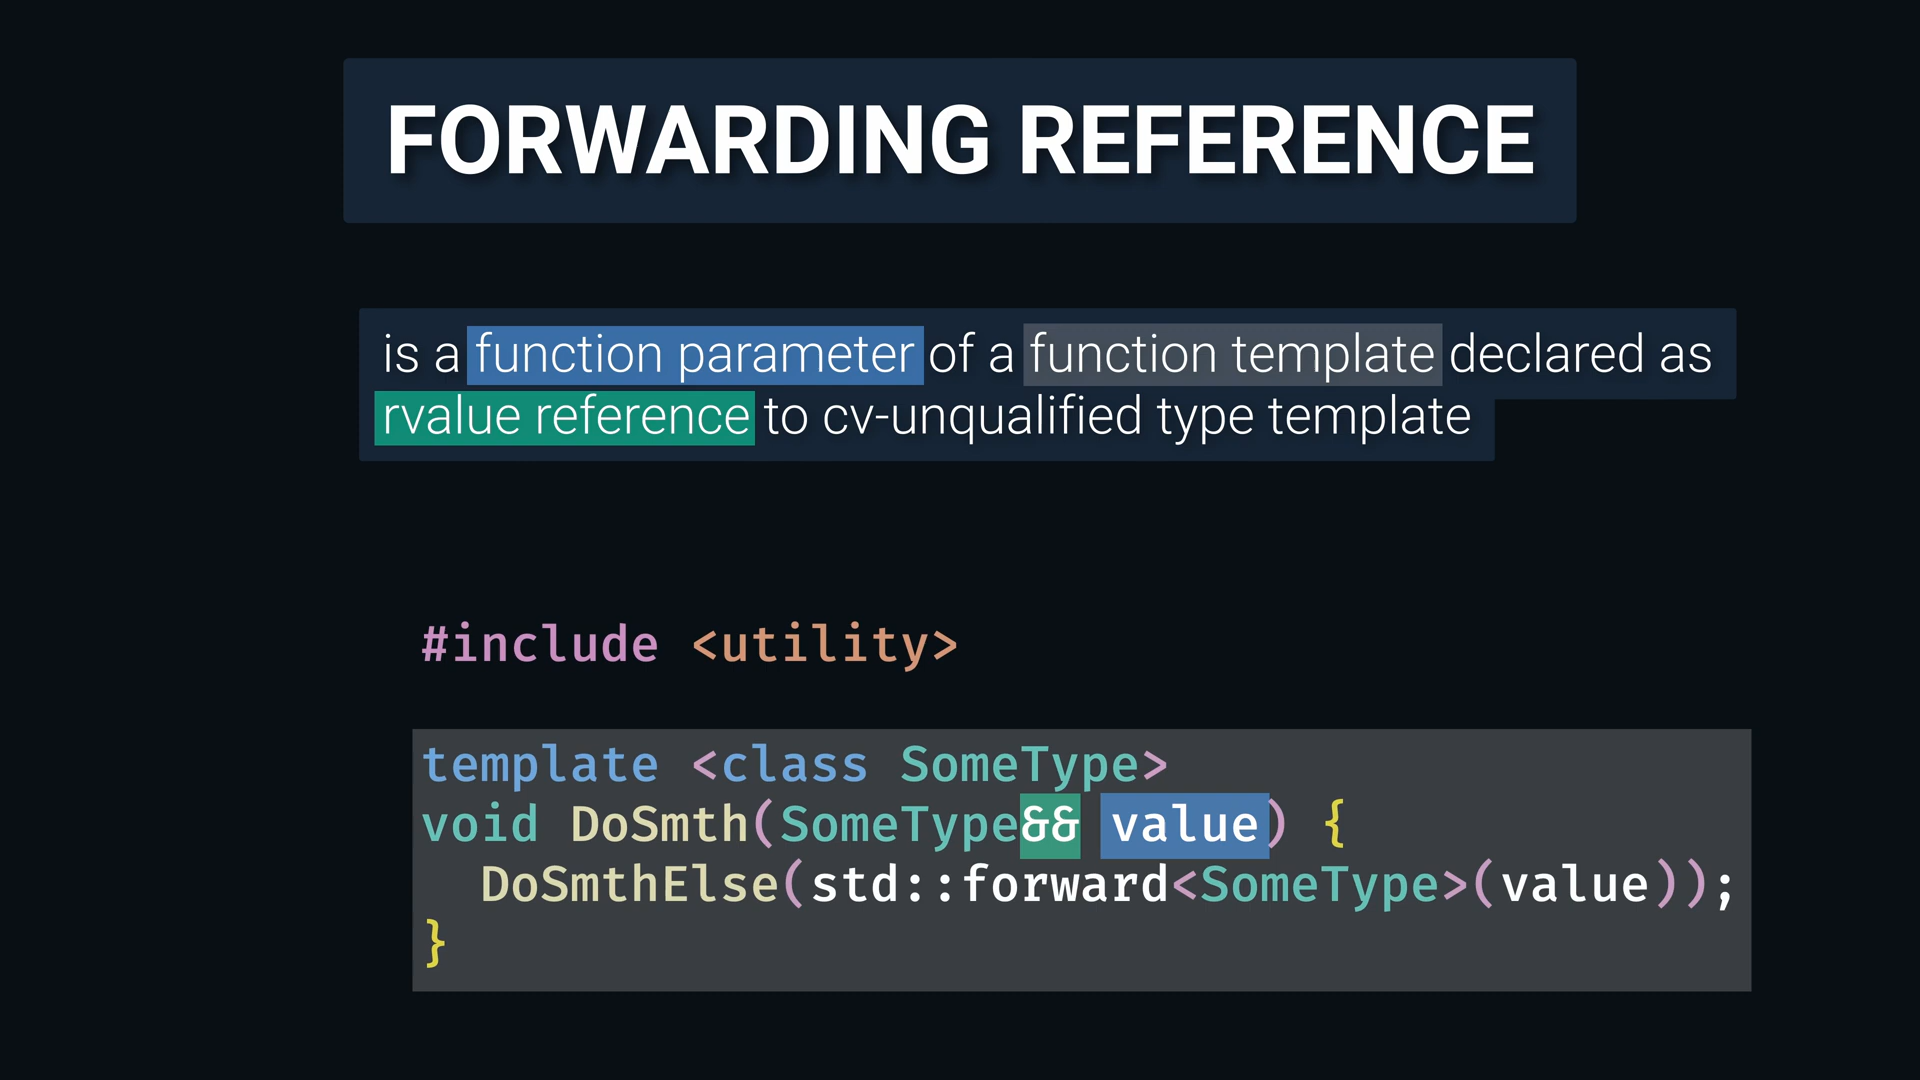 FORWARDING REFERENCE
is a function parameter of a function template declared as
rvalue reference to cv-unqualified type template
#include <utility>
template <class SomeType>
void DoSmth(SomeType&& value) {
  DoSmthElse(std::forward<SomeType>(value));
}